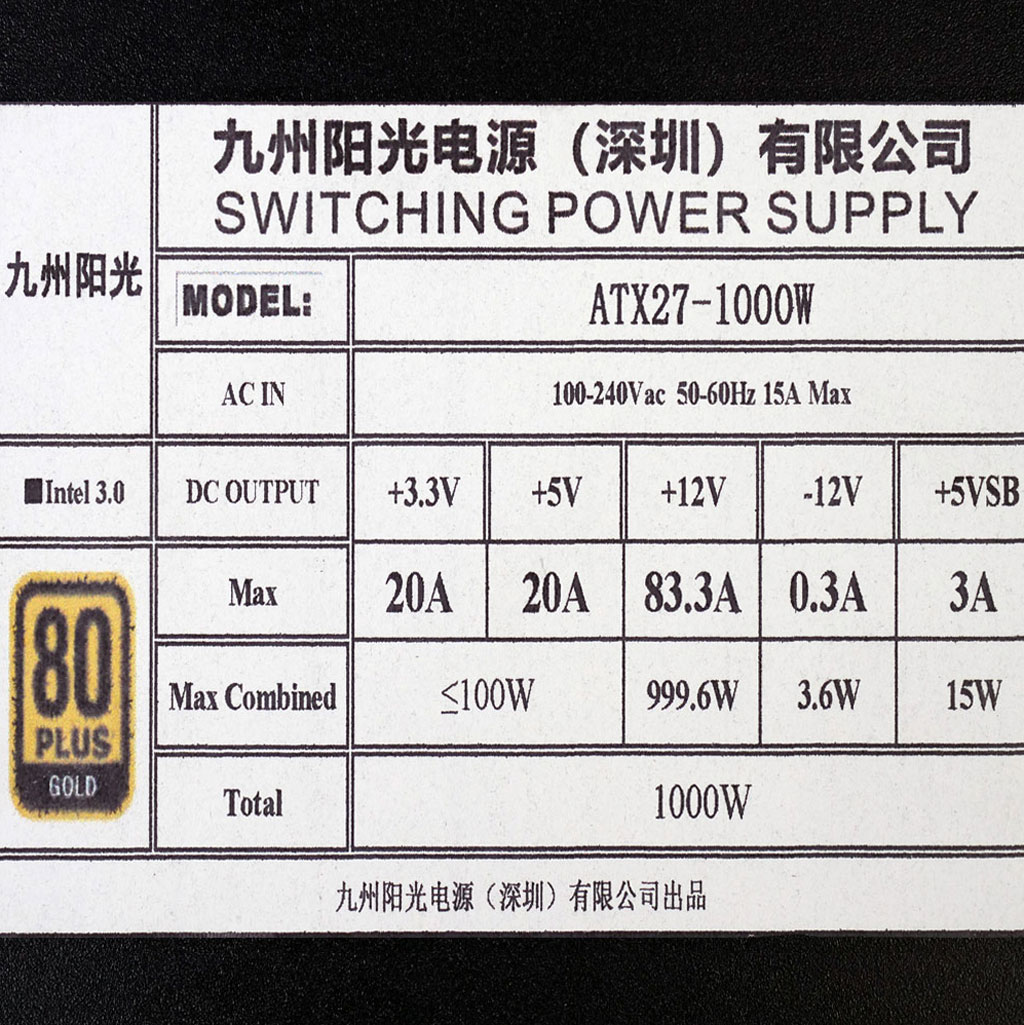 九州阳光电源（深圳）有限公司
SWITCHING POWER SUPPLY
九州阳光
MODEL: ATX27-1000W
AC IN 100-240Vac 50-60Hz 15A Max
■Intel 3.0 DC OUTPUT +3.3V +5V +12V -12V +5VSB
Max 20A 20A 83.3A 0.3A 3A
80
PLUS
GOLD
Max Combined ≤100W 999.6W 3.6W 15W
Total 1000W
九州阳光电源（深圳）有限公司出品